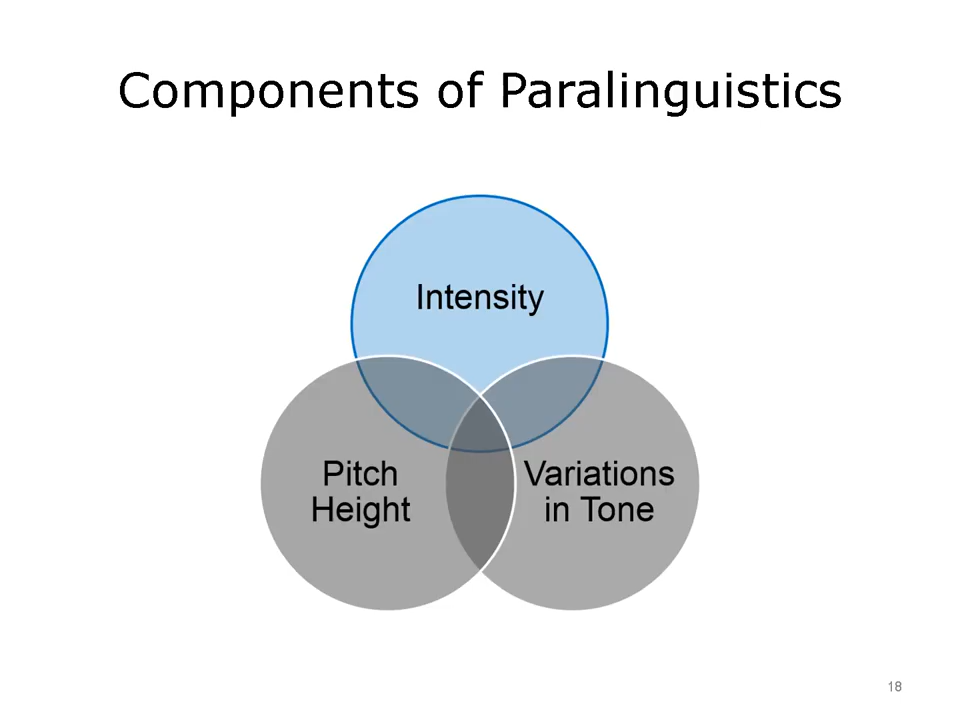 Components of Paralinguistics
Intensity
Pitch
Height
Variations
in Tone
18